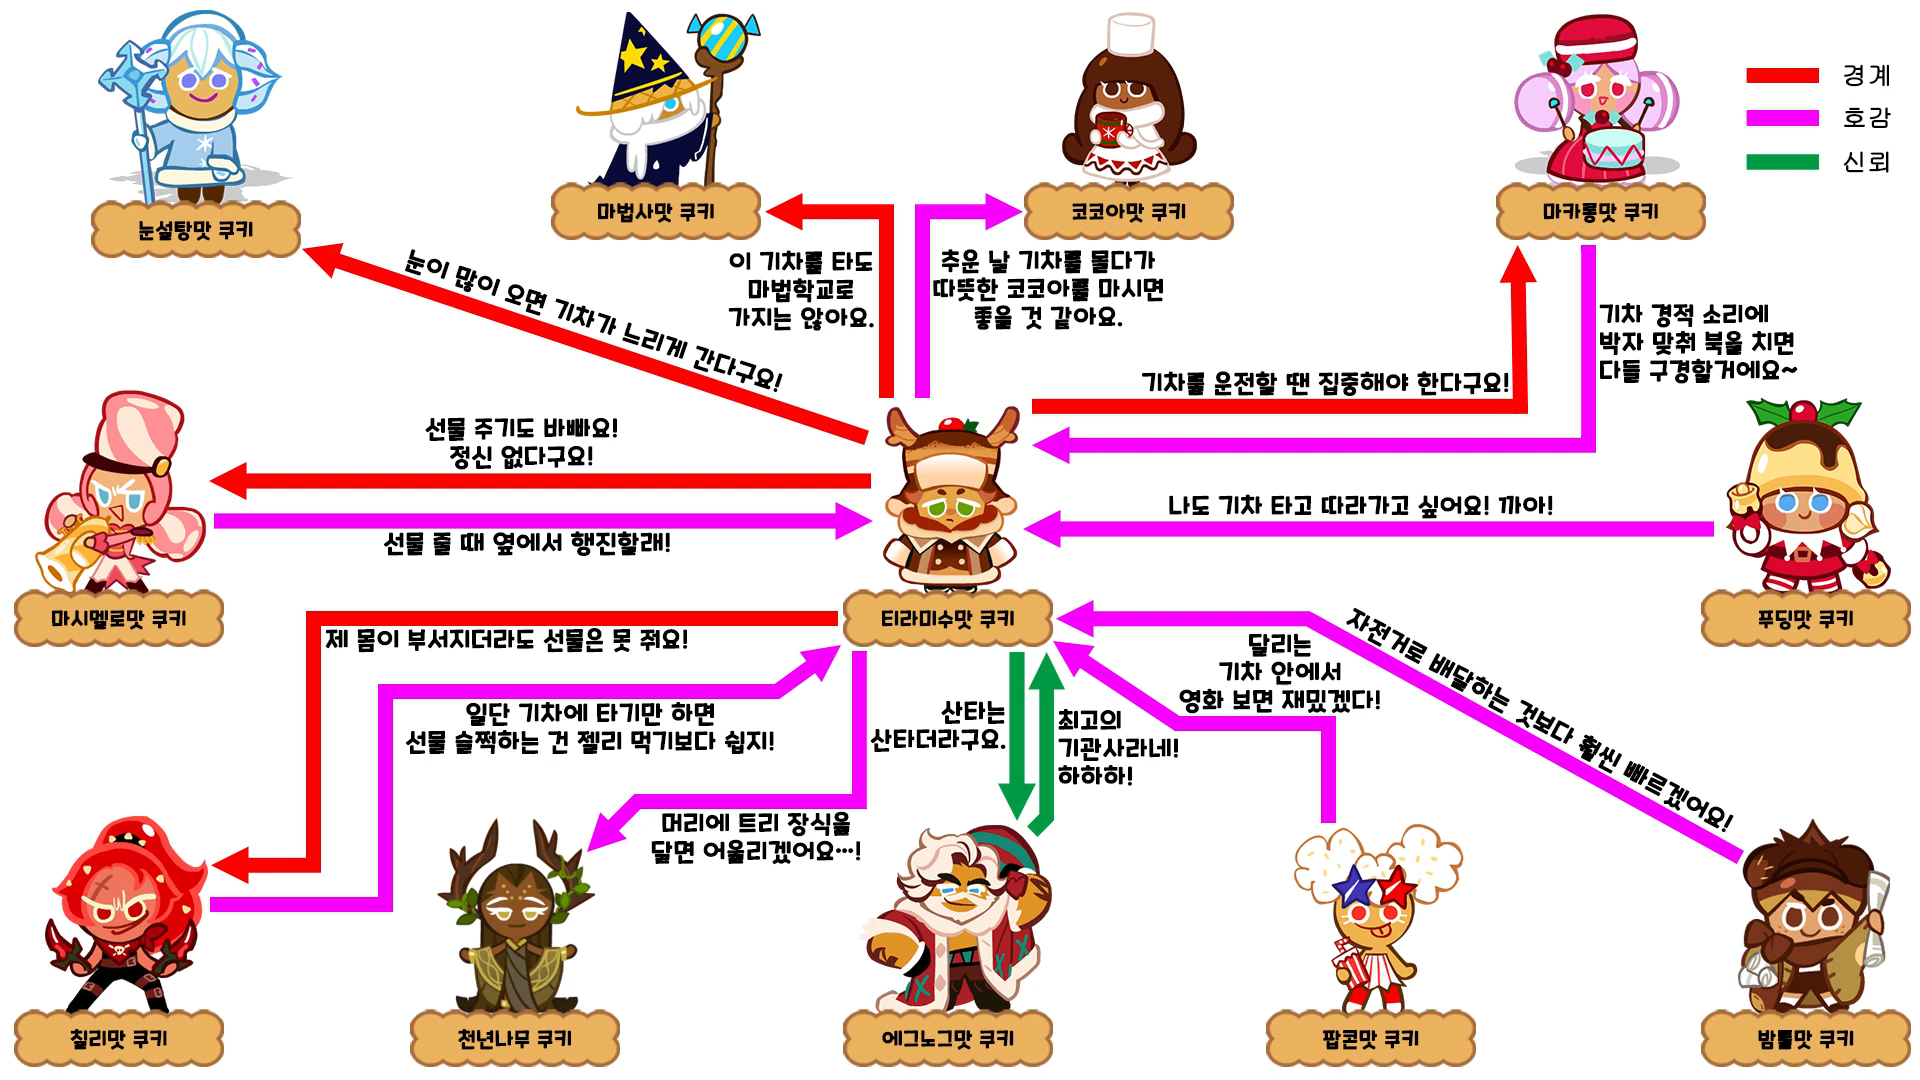 경계
호감
신뢰
눈설탕맛 쿠키
마법사맛 쿠키
코코아맛 쿠키
마카롱맛 쿠키
눈이 많이 오면 기차가 느리게 간다구요!
이 기차를 타도
마법학교로
가지는 않아요.
추운 날 기차를 몰다가
따뜻한 코코아를 마시면
좋을 것 같아요.
기차를 운전할 땐 집중해야 한다구요!
기차 경적 소리에
박자 맞춰 북을 치면
다들 구경할거에요~
선물 주기도 바빠요!
정신 없다구요!
선물 줄 때 옆에서 행진할래!
나도 기차 타고 따라가고 싶어요! 까아!
마시멜로맛 쿠키
티라미수맛 쿠키
푸딩맛 쿠키
제 몸이 부서지더라도 선물은 못 줘요!
일단 기차에 타기만 하면
선물 슬쩍하는 건 젤리 먹기보다 쉽지!
머리에 트리 장식을
달면 어울리겠어요…!
산타는
산타더라구요.
최고의
기관사라네!
하하하!
달리는
기차 안에서
영화 보면 재밌겠다!
자전거로 배달하는 것보다 훨씬 빠르겠어요!
칠리맛 쿠키
천년나무 쿠키
에그노그맛 쿠키
팝콘맛 쿠키
밤톨맛 쿠키